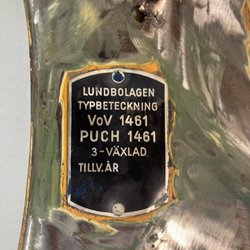 LUNDBOLAGEN
TYPBETECKNING
VoV 1461
PUCH 1461
3-VÄXLAD
TILLV.ÅR